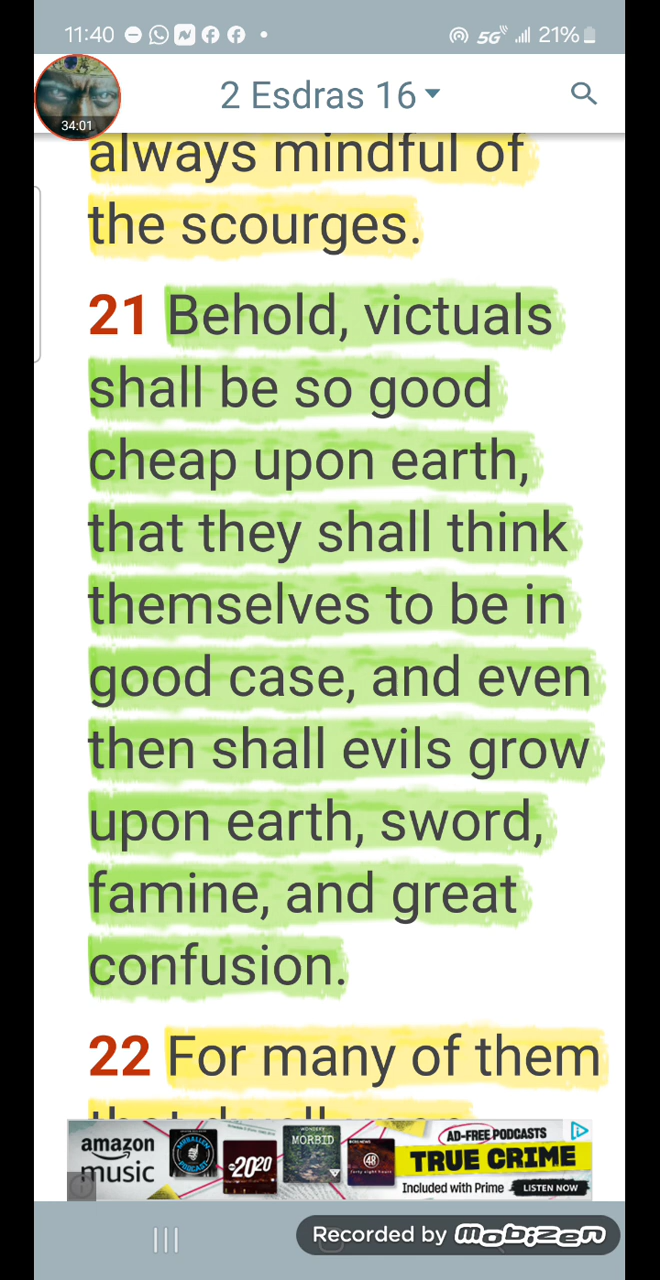 11:40
5G 21%
34:01
2 Esdras 16
always mindful of
the scourges.
21 Behold, victuals
shall be so good
cheap upon earth,
that they shall think
themselves to be in
good case, and even
then shall evils grow
upon earth, sword,
famine, and great
confusion.
22 For many of them
amazon
music
2020
MORBID
48
AD-FREE PODCASTS
TRUE CRIME
Included with Prime LISTEN NOW
Recorded by mobizen